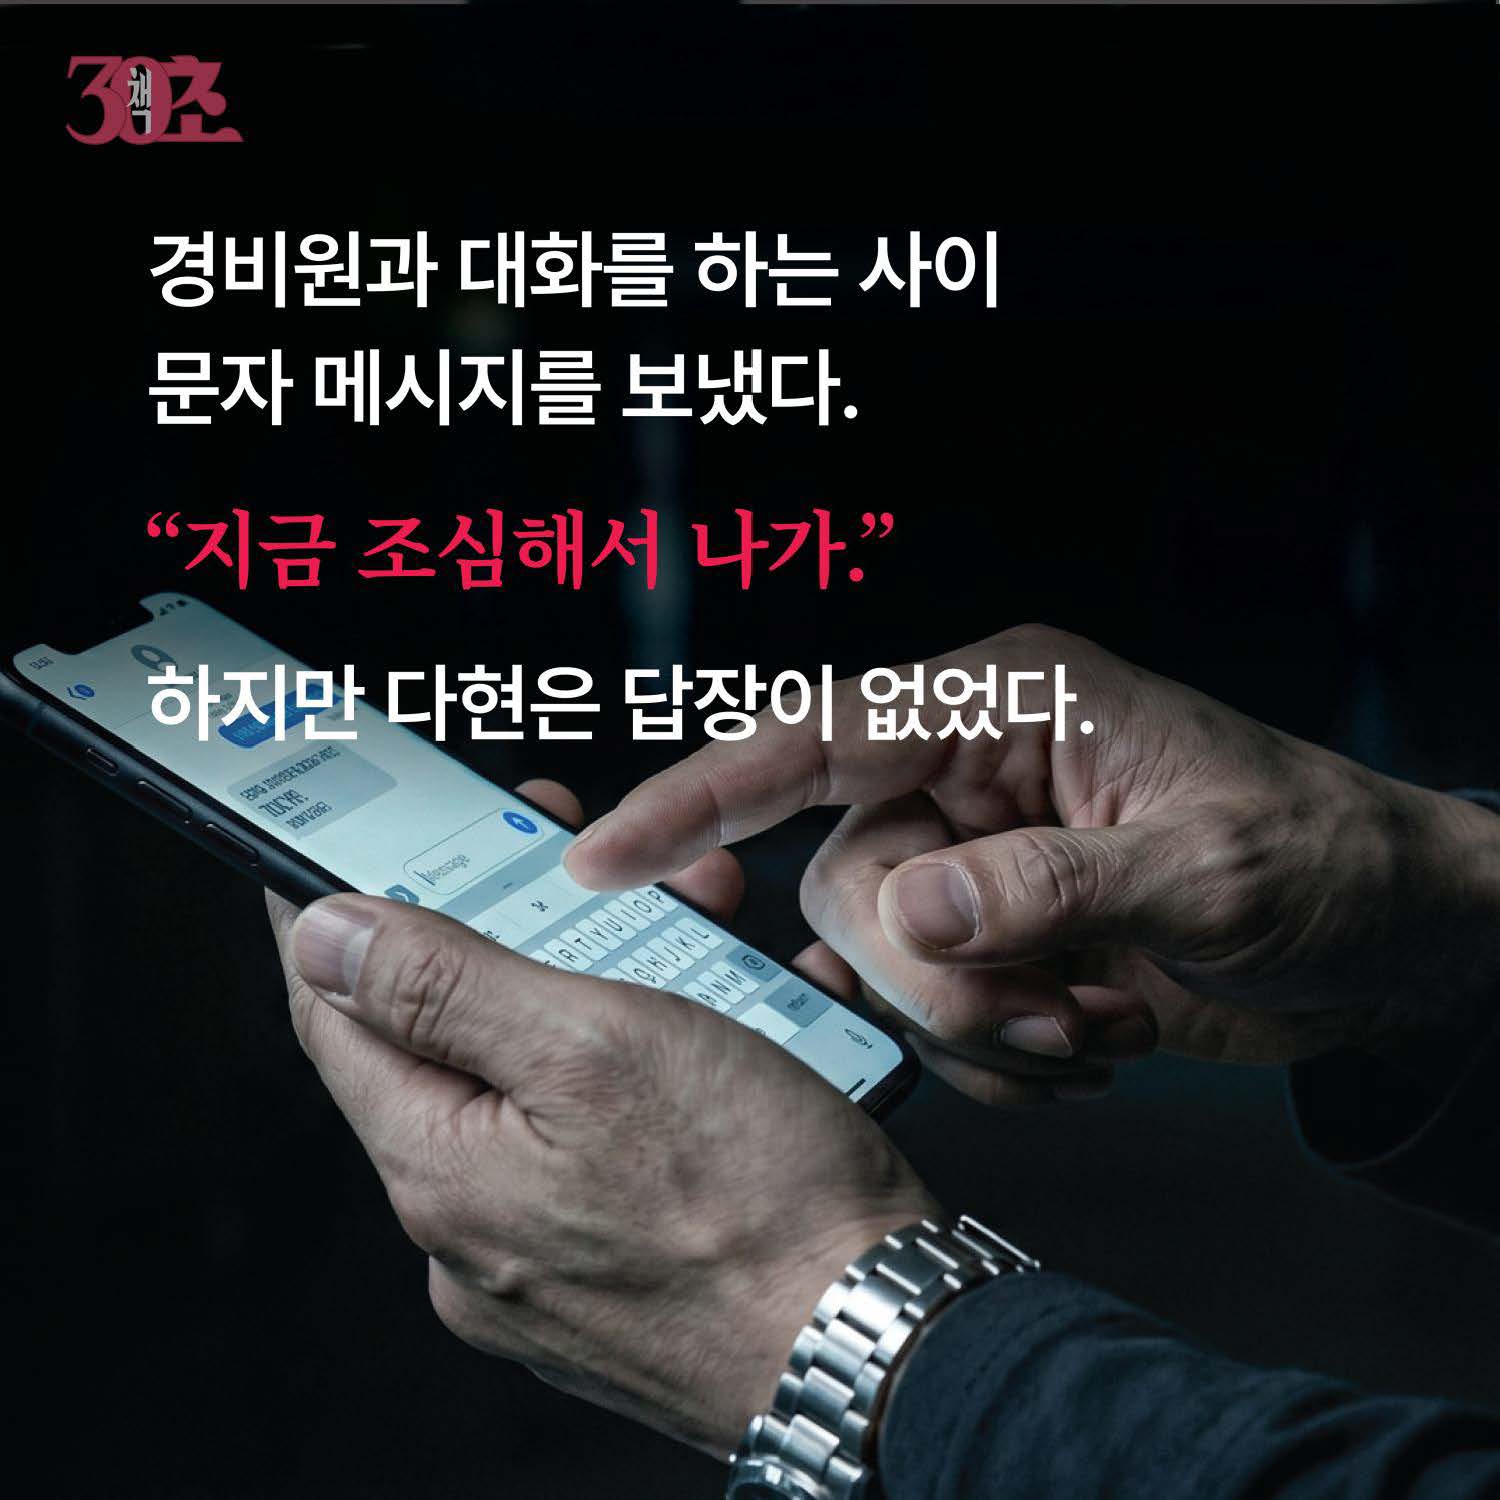 30초
책
경비원과 대화를 하는 사이
문자 메시지를 보냈다.
“지금 조심해서 나가.”
하지만 다현은 답장이 없었다.
Message